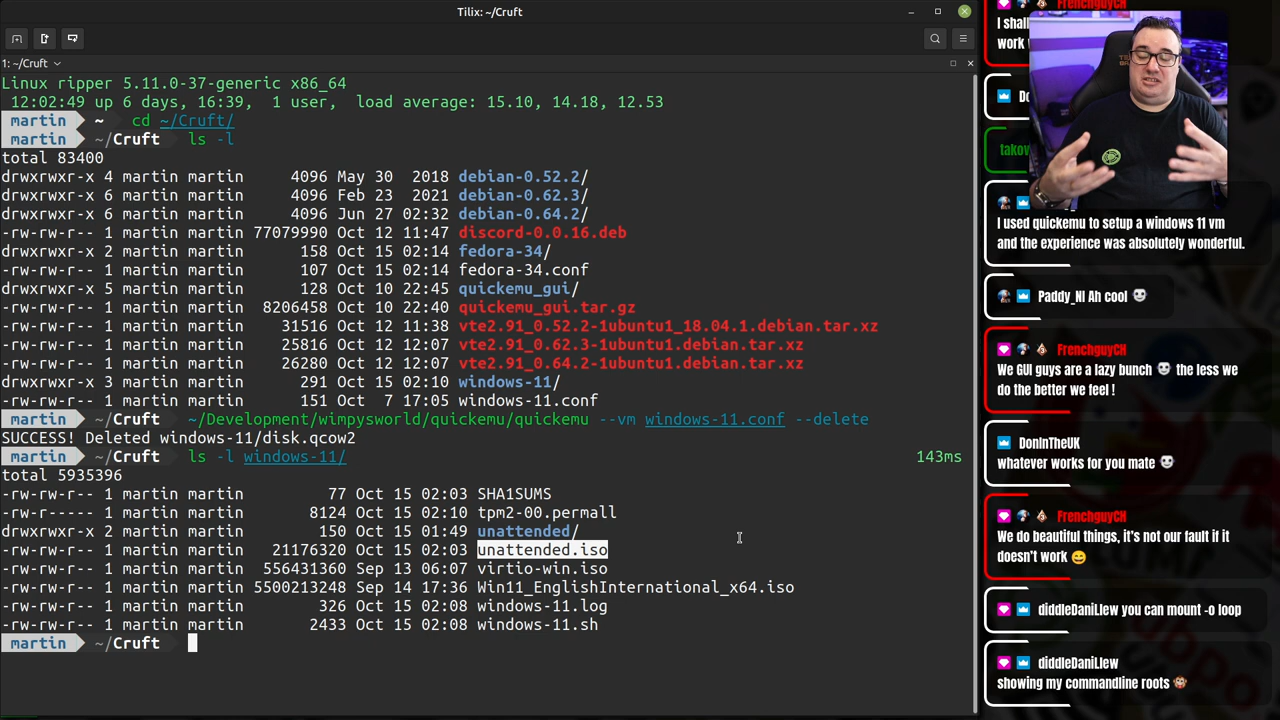 Tilix: ~/Cruft
1: ~/Cruft
Linux ripper 5.11.0-37-generic x86_64
12:02:49 up 6 days, 16:39, 1 user, load average: 15.10, 14.18, 12.53
martin ~ cd ~/Cruft/
martin ~/Cruft ls -l
total 83400
drwxrwxr-x 4 martin martin 4096 May 30 2018 debian-0.52.2/
drwxrwxr-x 6 martin martin 4096 Feb 23 2021 debian-0.62.3/
drwxrwxr-x 6 martin martin 4096 Jun 27 02:32 debian-0.64.2/
-rw-rw-r-- 1 martin martin 77079990 Oct 12 11:47 discord-0.0.16.deb
drwxrwxr-x 2 martin martin 158 Oct 15 02:14 fedora-34/
-rw-rw-r-- 1 martin martin 107 Oct 15 02:14 fedora-34.conf
drwxrwxr-x 5 martin martin 128 Oct 10 22:45 quickemu_gui/
-rw-rw-r-- 1 martin martin 8206458 Oct 10 22:40 quickemu_gui.tar.gz
-rw-rw-r-- 1 martin martin 31516 Oct 12 11:38 vte2.91_0.52.2-1ubuntu1_18.04.1.debian.tar.xz
-rw-rw-r-- 1 martin martin 25816 Oct 12 12:07 vte2.91_0.62.3-1ubuntu1.debian.tar.xz
-rw-rw-r-- 1 martin martin 26280 Oct 12 12:07 vte2.91_0.64.2-1ubuntu1.debian.tar.xz
drwxrwxr-x 3 martin martin 291 Oct 15 02:10 windows-11/
-rw-rw-r-- 1 martin martin 151 Oct 7 17:05 windows-11.conf
martin ~/Cruft ~/Development/wimpysworld/quickemu/quickemu --vm windows-11.conf --delete
SUCCESS! Deleted windows-11/disk.qcow2
martin ~/Cruft ls -l windows-11/ 143ms
total 5935396
-rw-rw-r-- 1 martin martin 77 Oct 15 02:03 SHA1SUMS
-rw-r----- 1 martin martin 8124 Oct 15 02:10 tpm2-00.permall
drwxrwxr-x 2 martin martin 150 Oct 15 01:49 unattended/
-rw-rw-r-- 1 martin martin 21176320 Oct 15 02:03 unattended.iso
-rw-rw-r-- 1 martin martin 556431360 Sep 13 06:07 virtio-win.iso
-rw-rw-r-- 1 martin martin 5500213248 Sep 14 17:36 Win11_EnglishInternational_x64.iso
-rw-rw-r-- 1 martin martin 326 Oct 15 02:08 windows-11.log
-rw-rw-r-- 1 martin martin 2433 Oct 15 02:08 windows-11.sh
martin ~/Cruft
FrenchguyCH
I shall
work
Do
takov
I used quickemu to setup a windows 11 vm
and the experience was absolutely wonderful.
Paddy_NI Ah cool
FrenchguyCH
We GUI guys are a lazy bunch the less we
do the better we feel !
DonInTheUK
whatever works for you mate
FrenchguyCH
We do beautiful things, it's not our fault if it
doesn't work
diddleDaniLlew you can mount -o loop
diddleDaniLlew
showing my commandline roots